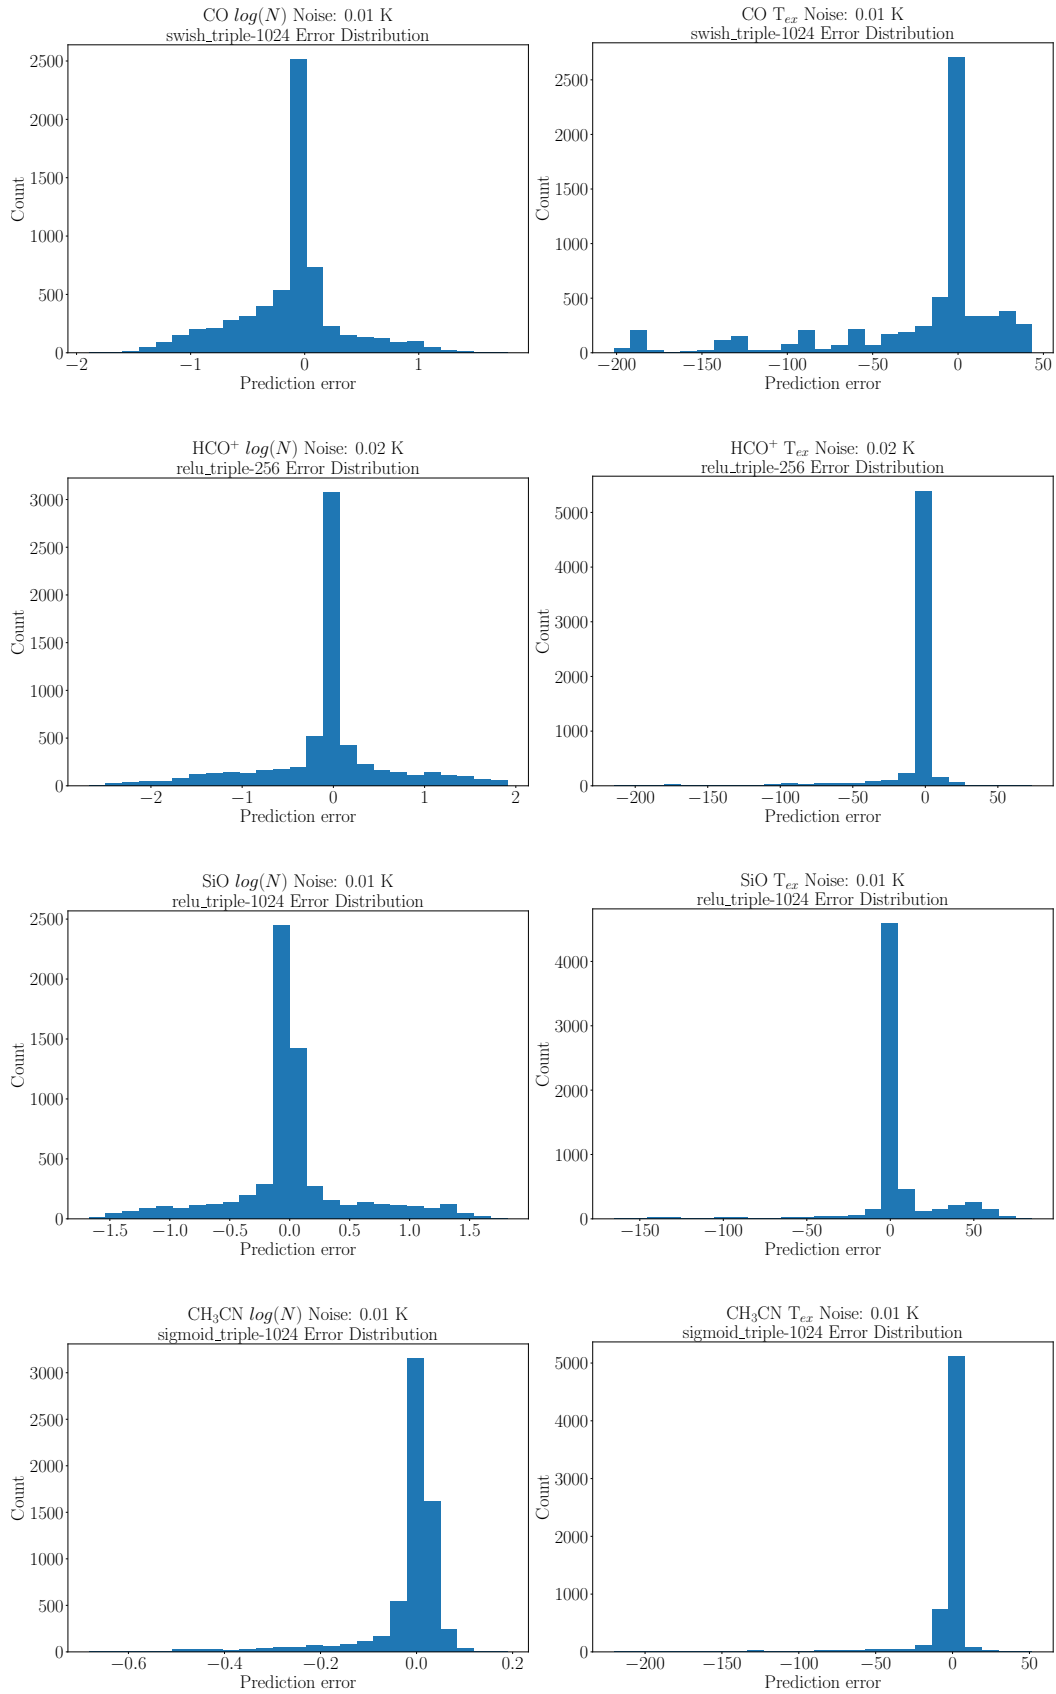 CO log(N) Noise: 0.01 K
swish_triple-1024 Error Distribution
2500
2000
1500
1000
500
0
Count
−2
−1
0
1
Prediction error
CO T_ex Noise: 0.01 K
swish_triple-1024 Error Distribution
2500
2000
1500
1000
500
0
Count
−200
−150
−100
−50
0
50
Prediction error
HCO⁺ log(N) Noise: 0.02 K
relu_triple-256 Error Distribution
3000
2500
2000
1500
1000
500
0
Count
−2
−1
0
1
2
Prediction error
HCO⁺ T_ex Noise: 0.02 K
relu_triple-256 Error Distribution
5000
4000
3000
2000
1000
0
Count
−200
−150
−100
−50
0
50
Prediction error
SiO log(N) Noise: 0.01 K
relu_triple-1024 Error Distribution
2500
2000
1500
1000
500
0
Count
−1.5
−1.0
−0.5
0.0
0.5
1.0
1.5
Prediction error
SiO T_ex Noise: 0.01 K
relu_triple-1024 Error Distribution
4000
3000
2000
1000
0
Count
−150
−100
−50
0
50
Prediction error
CH₃CN log(N) Noise: 0.01 K
sigmoid_triple-1024 Error Distribution
3000
2500
2000
1500
1000
500
0
Count
−0.6
−0.4
−0.2
0.0
0.2
Prediction error
CH₃CN T_ex Noise: 0.01 K
sigmoid_triple-1024 Error Distribution
5000
4000
3000
2000
1000
0
Count
−200
−150
−100
−50
0
50
Prediction error